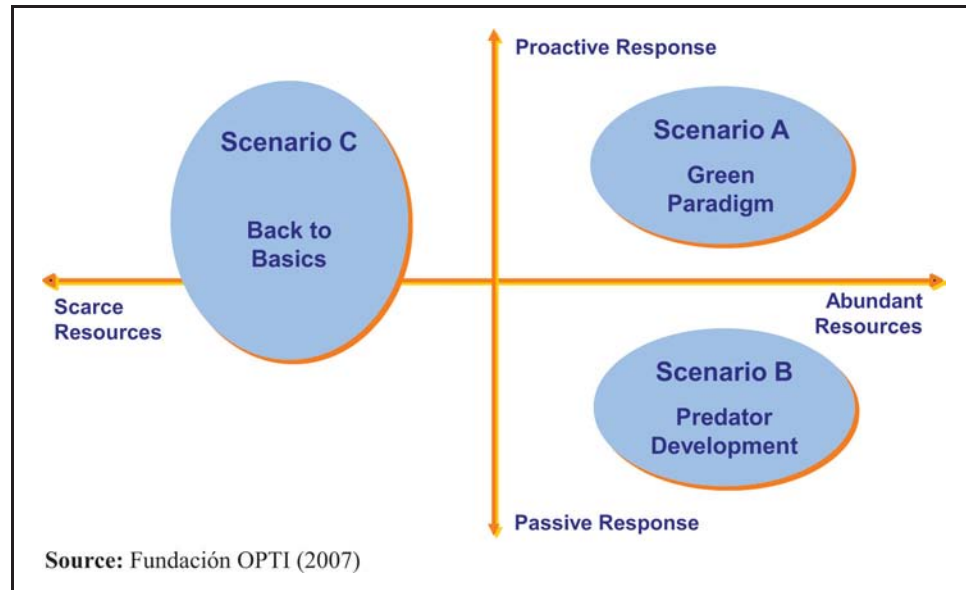 Proactive Response
Scenario A
Green
Paradigm
Scenario C
Back to
Basics
Scarce
Resources
Abundant
Resources
Scenario B
Predator
Development
Passive Response
Source: Fundación OPTI (2007)